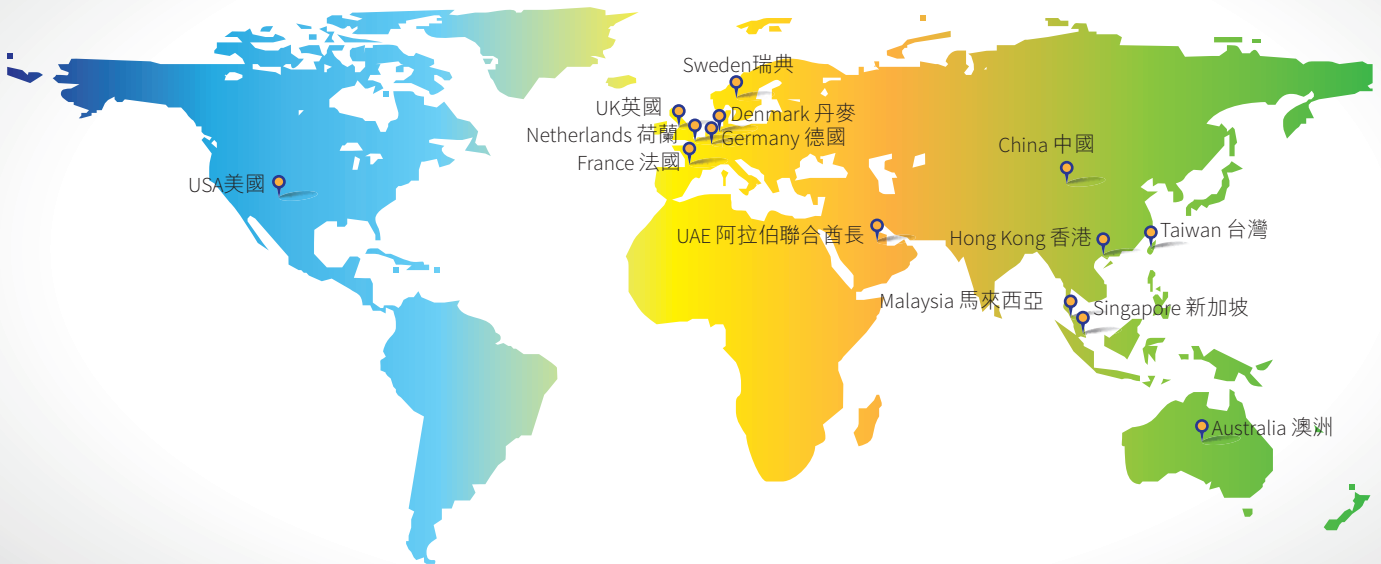 Sweden瑞典
UK英國
Denmark 丹麥
Netherlands 荷蘭
Germany 德國
France 法國
China 中國
USA美國
UAE 阿拉伯聯合酋長
Hong Kong 香港
Taiwan 台灣
Malaysia 馬來西亞
Singapore 新加坡
Australia 澳洲